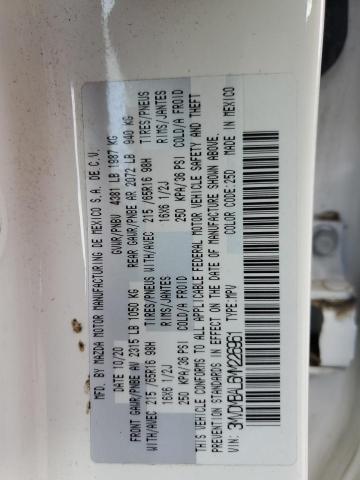 MFD. BY MAZDA MOTOR MANUFACTURING DE MEXICO S.A. DE C.V.
DATE 10/20 GVWR/PNBV 4381 LB 1987 KG
FRONT GAWR/PNBE AV 2315 LB 1050 KG REAR GAWR/PNBE AR 2072 LB 940 KG
WITH/AVEC 215 /65R16 98H TIRES/PNEUS WITH/AVEC 215 /65R16 98H TIRES/PNEUS
16X6 1/2J RIMS/JANTES 16X6 1/2J RIMS/JANTES
250 KPA/36 PSI COLD/A FROID 250 KPA/36 PSI COLD/A FROID
THIS VEHICLE CONFORMS TO ALL APPLICABLE FEDERAL MOTOR VEHICLE SAFETY AND THEFT
PREVENTION STANDARDS IN EFFECT ON THE DATE OF MANUFACTURE SHOWN ABOVE.
VIN: 3MVDMBAL6MM226961 COLOR CODE:25D MADE IN MEXICO
TYPE:MPV